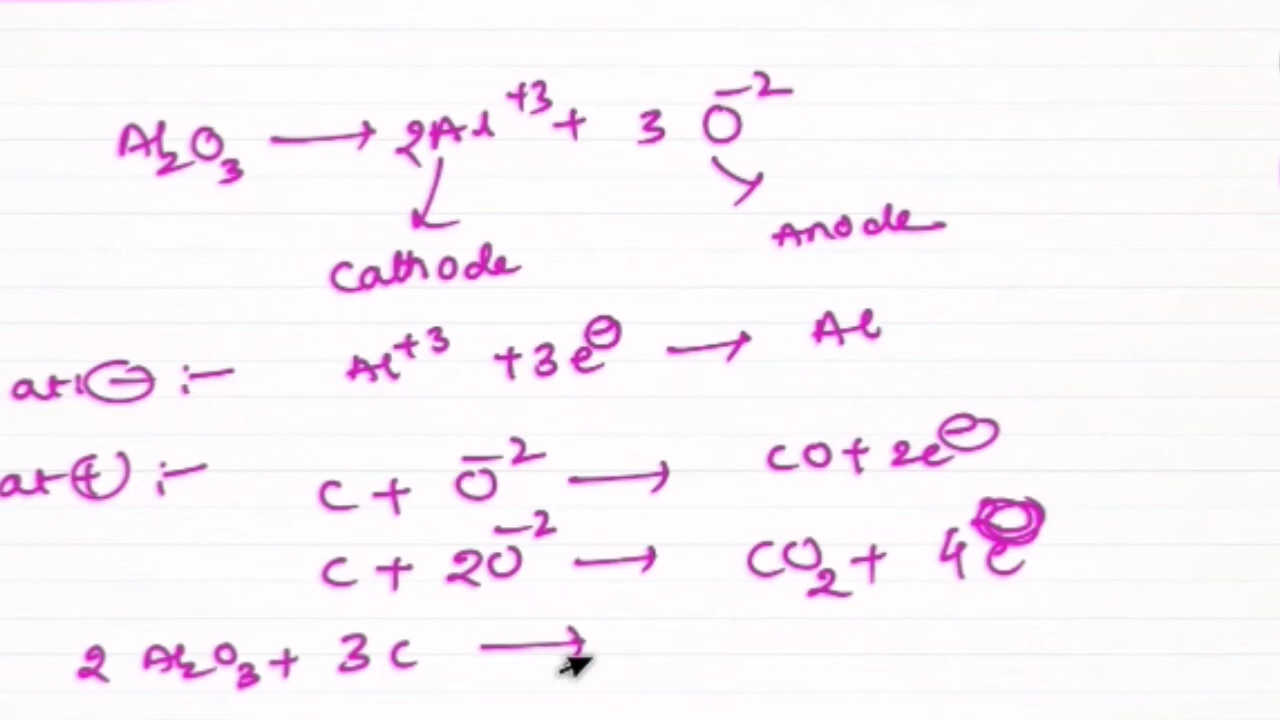 Al₂O₃ ⟶ 2Al⁺³ + 3 O⁻²
Cathode
Anode
at ⊖ :- Al⁺³ + 3e⊖ ⟶ Al
at ⊕ :- C + O⁻² ⟶ CO + 2e⊖
C + 2O⁻² ⟶ CO₂ + 4e
2 Al₂O₃ + 3C ⟶